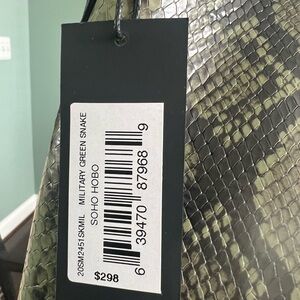 20SM2451SKMIL MILITARY GREEN SNAKE
SOHO HOBO
6 39470 87968 9
$298